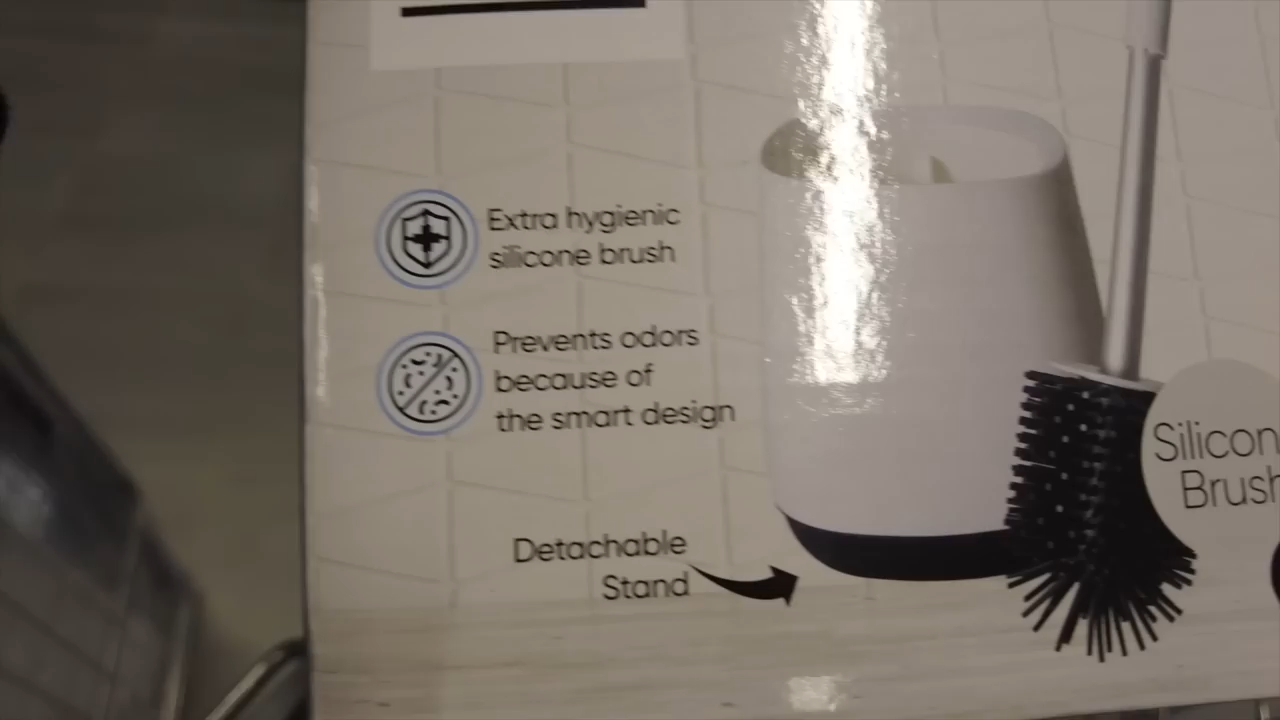 Extra hygienic
silicone brush
Prevents odors
because of
the smart design
Detachable
Stand
Silicon
Brush